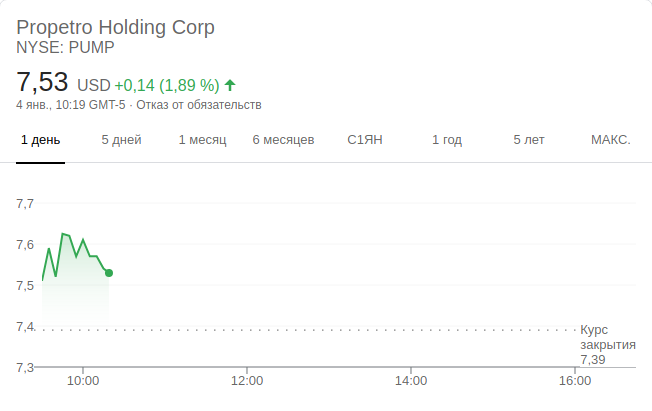 Propetro Holding Corp
NYSE: PUMP
7,53 USD +0,14 (1,89 %)
4 янв., 10:19 GMT-5 · Отказ от обязательств
1 день 5 дней 1 месяц 6 месяцев С1ЯН 1 год 5 лет МАКС.
7,7
7,6
7,5
7,4
Курс
закрытия
7,39
7,3
10:00 12:00 14:00 16:00